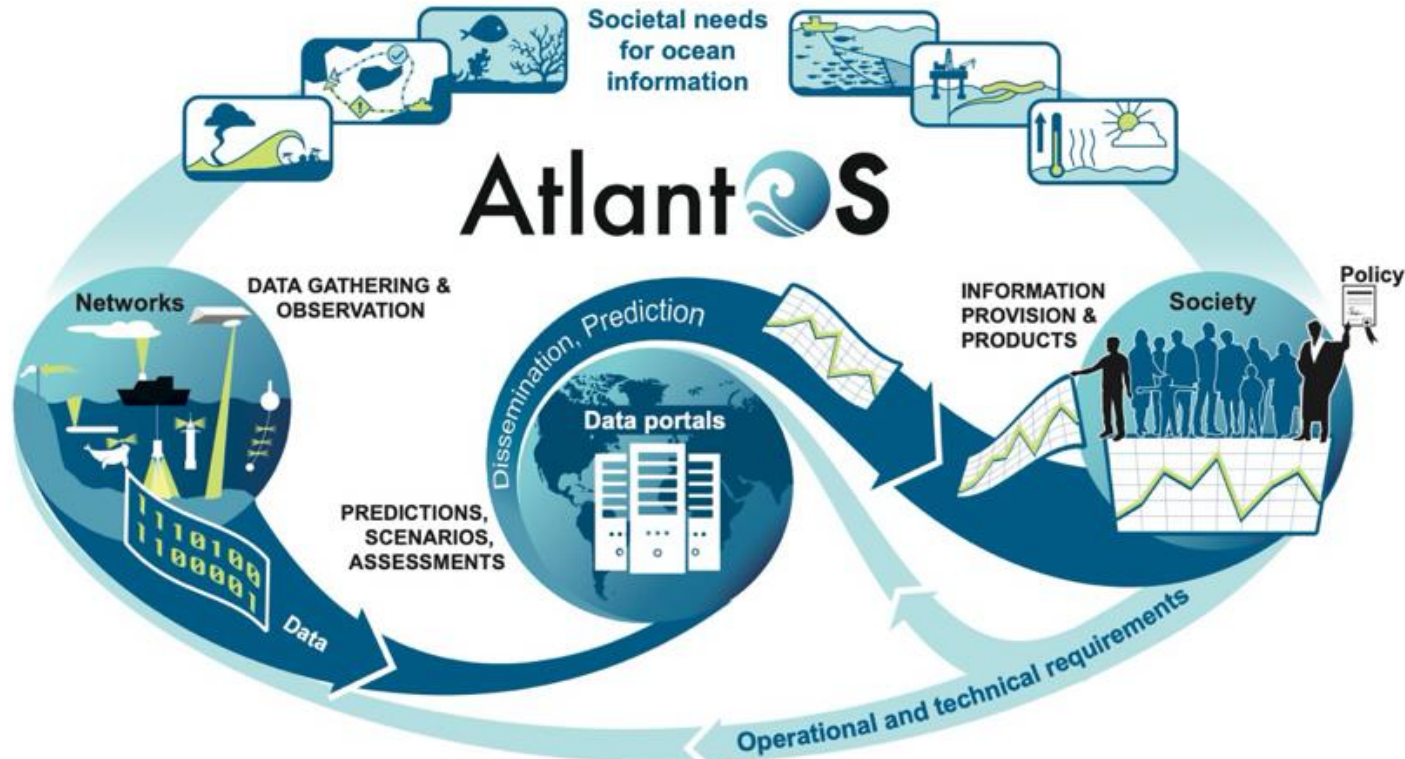 Societal needs
for ocean
information
AtlantOS
Networks
DATA GATHERING &
OBSERVATION
INFORMATION
PROVISION &
PRODUCTS
Society
Policy
Dissemination, Prediction
Data portals
PREDICTIONS,
SCENARIOS,
ASSESSMENTS
1110100
1100001
Data
Operational and technical requirements